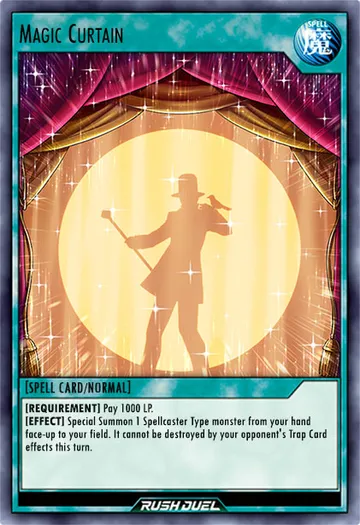 Magic Curtain
SPELL
魔
[SPELL CARD/NORMAL]
[REQUIREMENT] Pay 1000 LP.
[EFFECT] Special Summon 1 Spellcaster Type monster from your hand
face-up to your field. It cannot be destroyed by your opponent's Trap Card
effects this turn.
RUSH DUEL